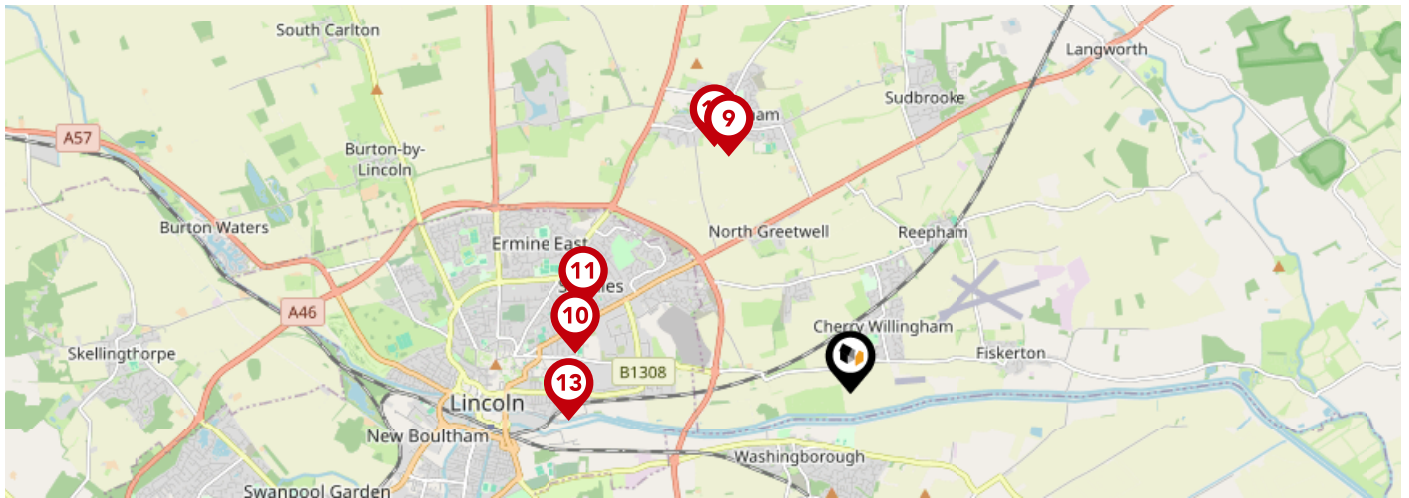 South Carlton
Langworth
Sudbrooke
9
A57
Burton-by-
Lincoln
Burton Waters
North Greetwell
Reepham
Ermine East
11
10
A46
Cherry Willingham
Skellingthorpe
Fiskerton
B1308
13
Lincoln
New Boultham
Washingborough
Swanpool Garden